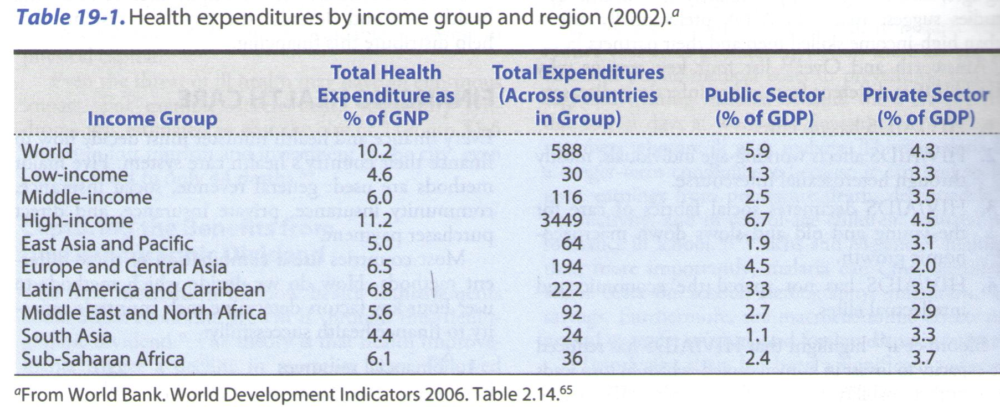 Table 19-1. Health expenditures by income group and region (2002).a
Income Group Total Health Expenditure as % of GNP Total Expenditures (Across Countries in Group) Public Sector (% of GDP) Private Sector (% of GDP)
World 10.2 588 5.9 4.3
Low-income 4.6 30 1.3 3.3
Middle-income 6.0 116 2.5 3.5
High-income 11.2 3449 6.7 4.5
East Asia and Pacific 5.0 64 1.9 3.1
Europe and Central Asia 6.5 194 4.5 2.0
Latin America and Carribean 6.8 222 3.3 3.5
Middle East and North Africa 5.6 92 2.7 2.9
South Asia 4.4 24 1.1 3.3
Sub-Saharan Africa 6.1 36 2.4 3.7
aFrom World Bank. World Development Indicators 2006. Table 2.14.65